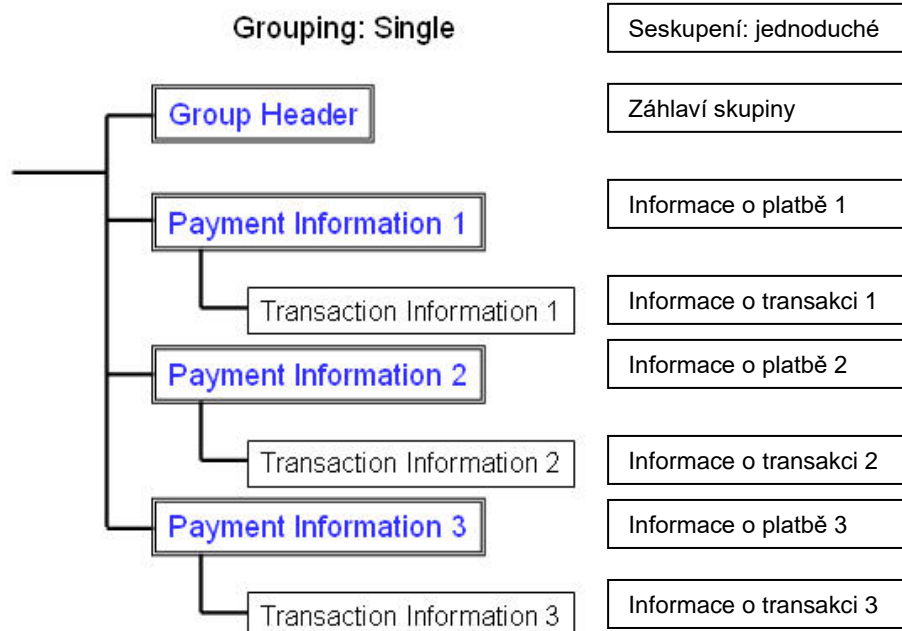 Grouping: Single
Seskupení: jednoduché
Group Header
Záhlaví skupiny
Payment Information 1
Informace o platbě 1
Transaction Information 1
Informace o transakci 1
Payment Information 2
Informace o platbě 2
Transaction Information 2
Informace o transakci 2
Payment Information 3
Informace o platbě 3
Transaction Information 3
Informace o transakci 3